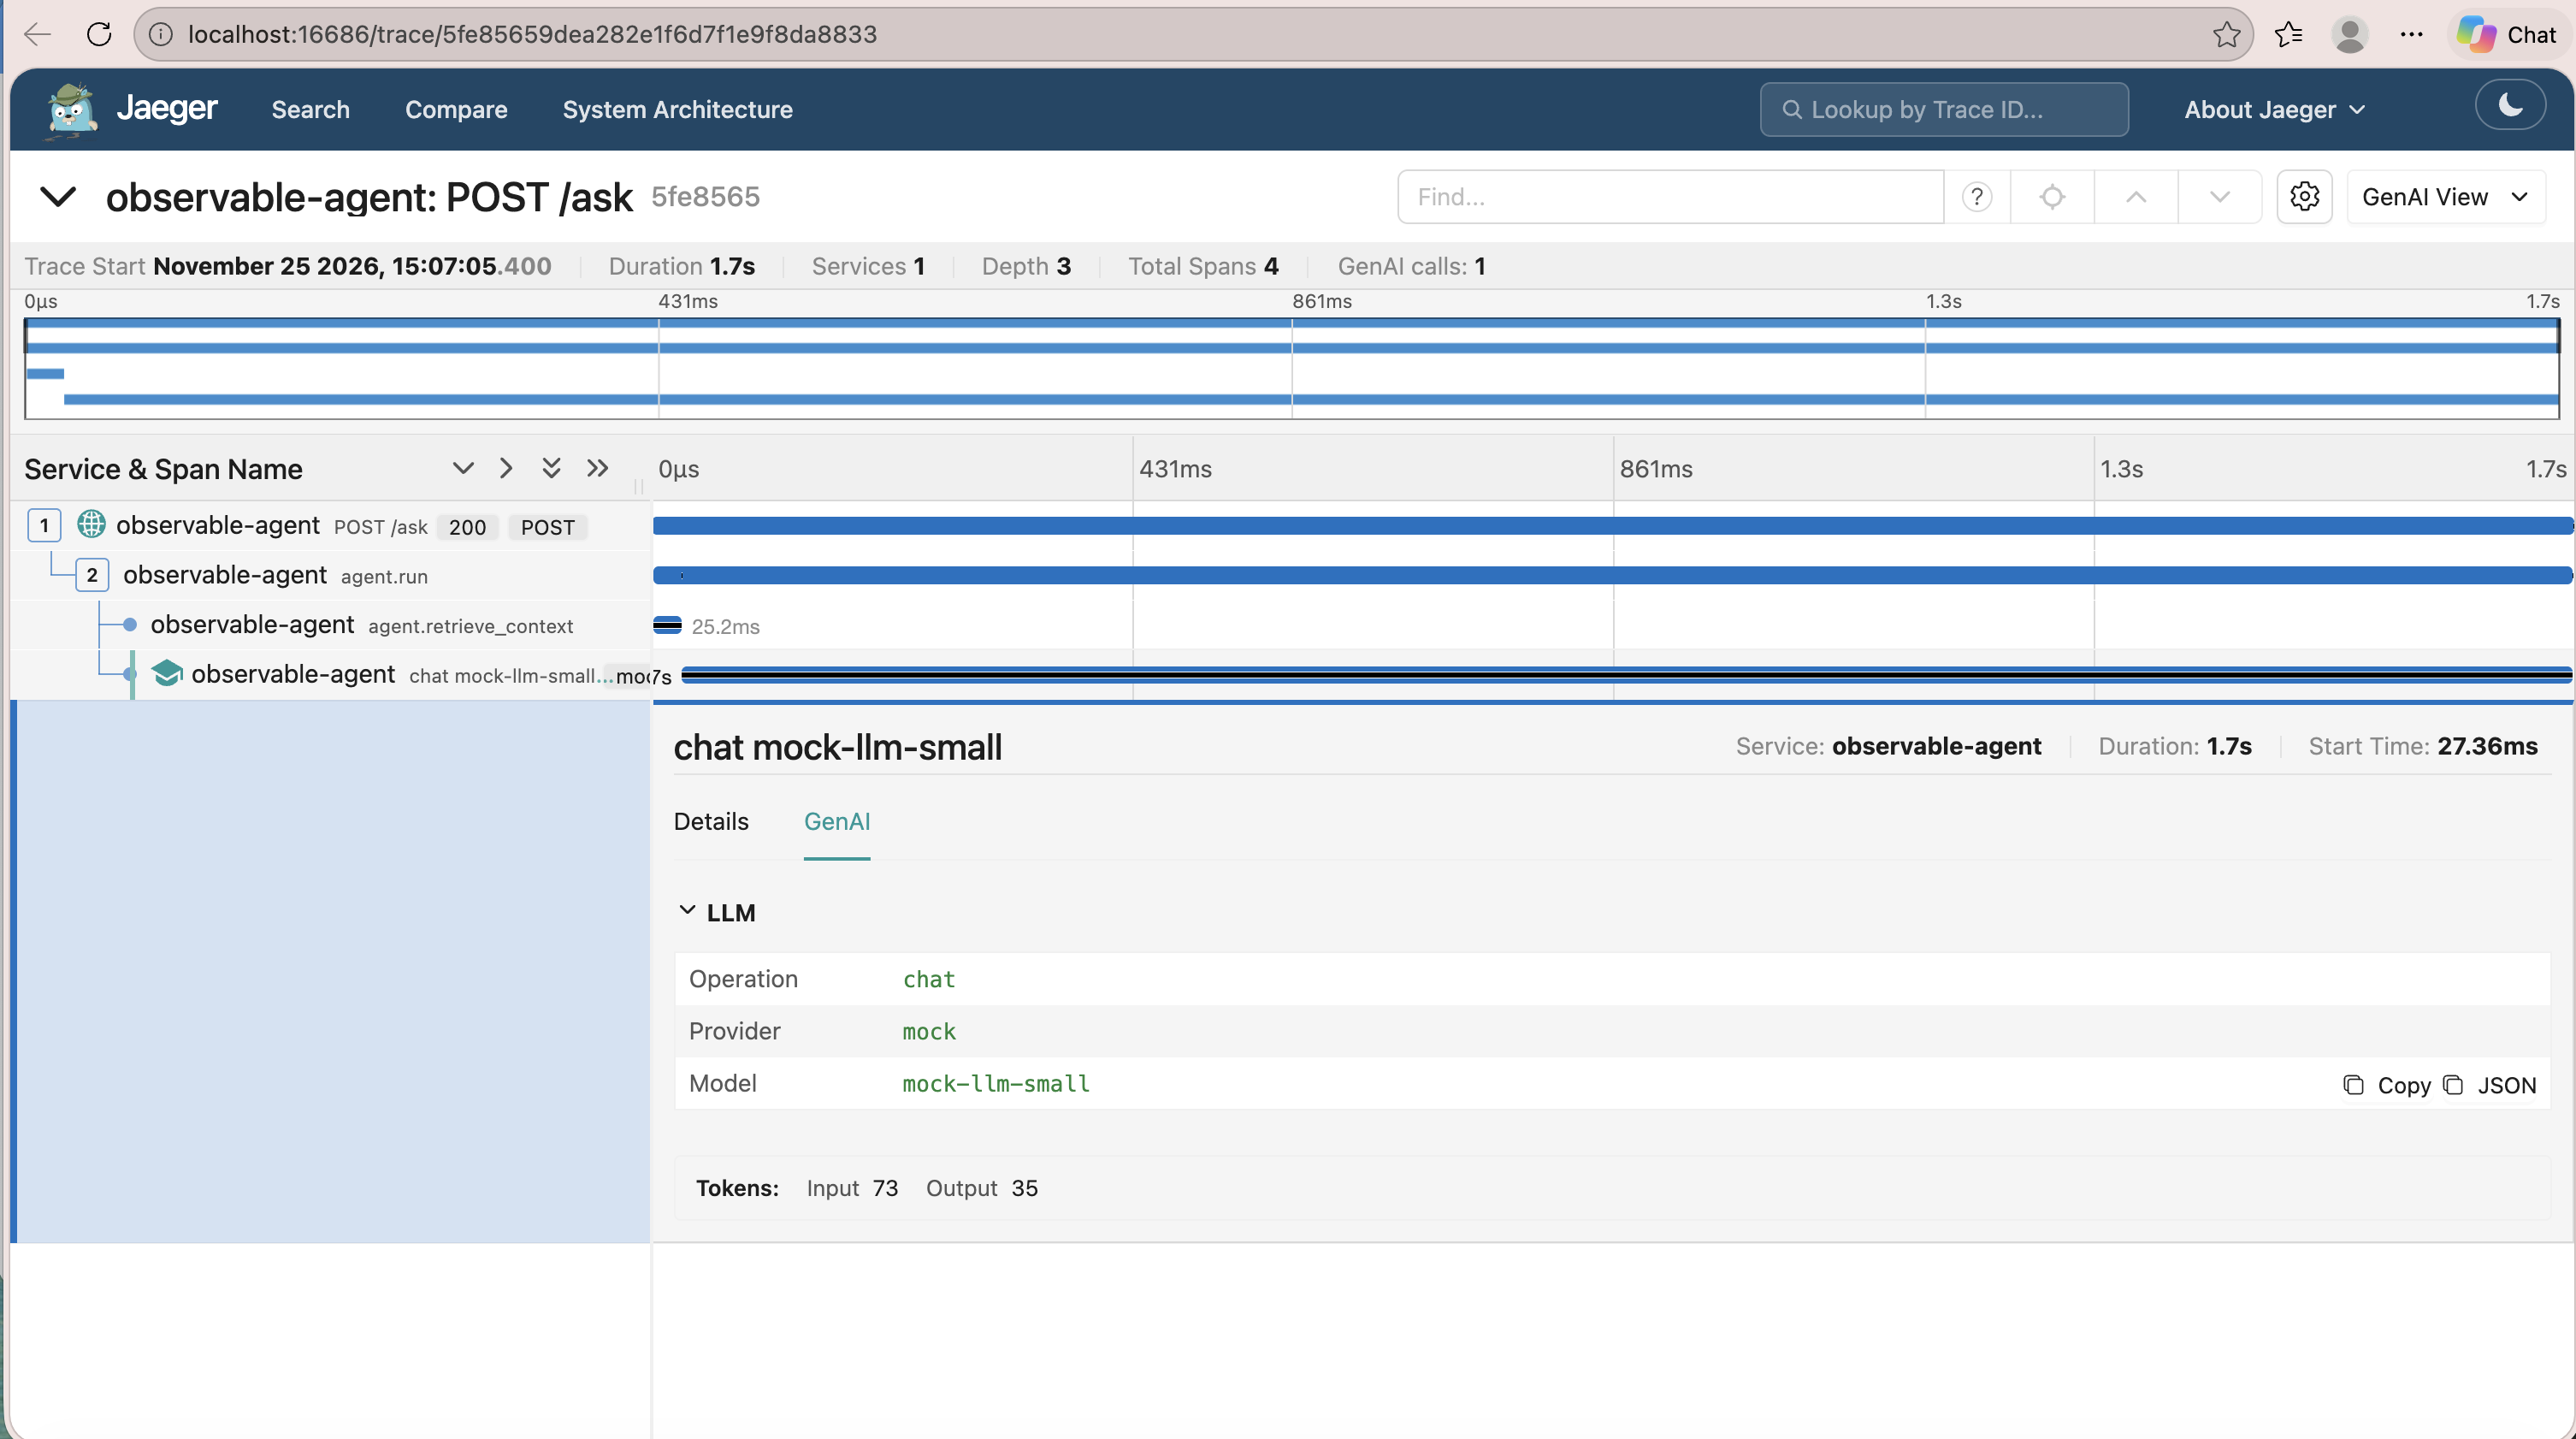 localhost:16686/trace/5fe85659dea282e1f6d7f1e9f8da8833
Chat
Jaeger Search Compare System Architecture Lookup by Trace ID... About Jaeger
observable-agent: POST /ask 5fe8565 Find... ? GenAI View
Trace Start November 25 2026, 15:07:05.400 Duration 1.7s Services 1 Depth 3 Total Spans 4 GenAI calls: 1
0μs 431ms 861ms 1.3s 1.7s
Service & Span Name 0μs 431ms 861ms 1.3s 1.7s
1 observable-agent POST /ask 200 POST
2 observable-agent agent.run
observable-agent agent.retrieve_context 25.2ms
observable-agent chat mock-llm-small... moc 7s
chat mock-llm-small Service: observable-agent Duration: 1.7s Start Time: 27.36ms
Details GenAI
LLM
Operation chat
Provider mock
Model mock-llm-small Copy JSON
Tokens: Input 73 Output 35